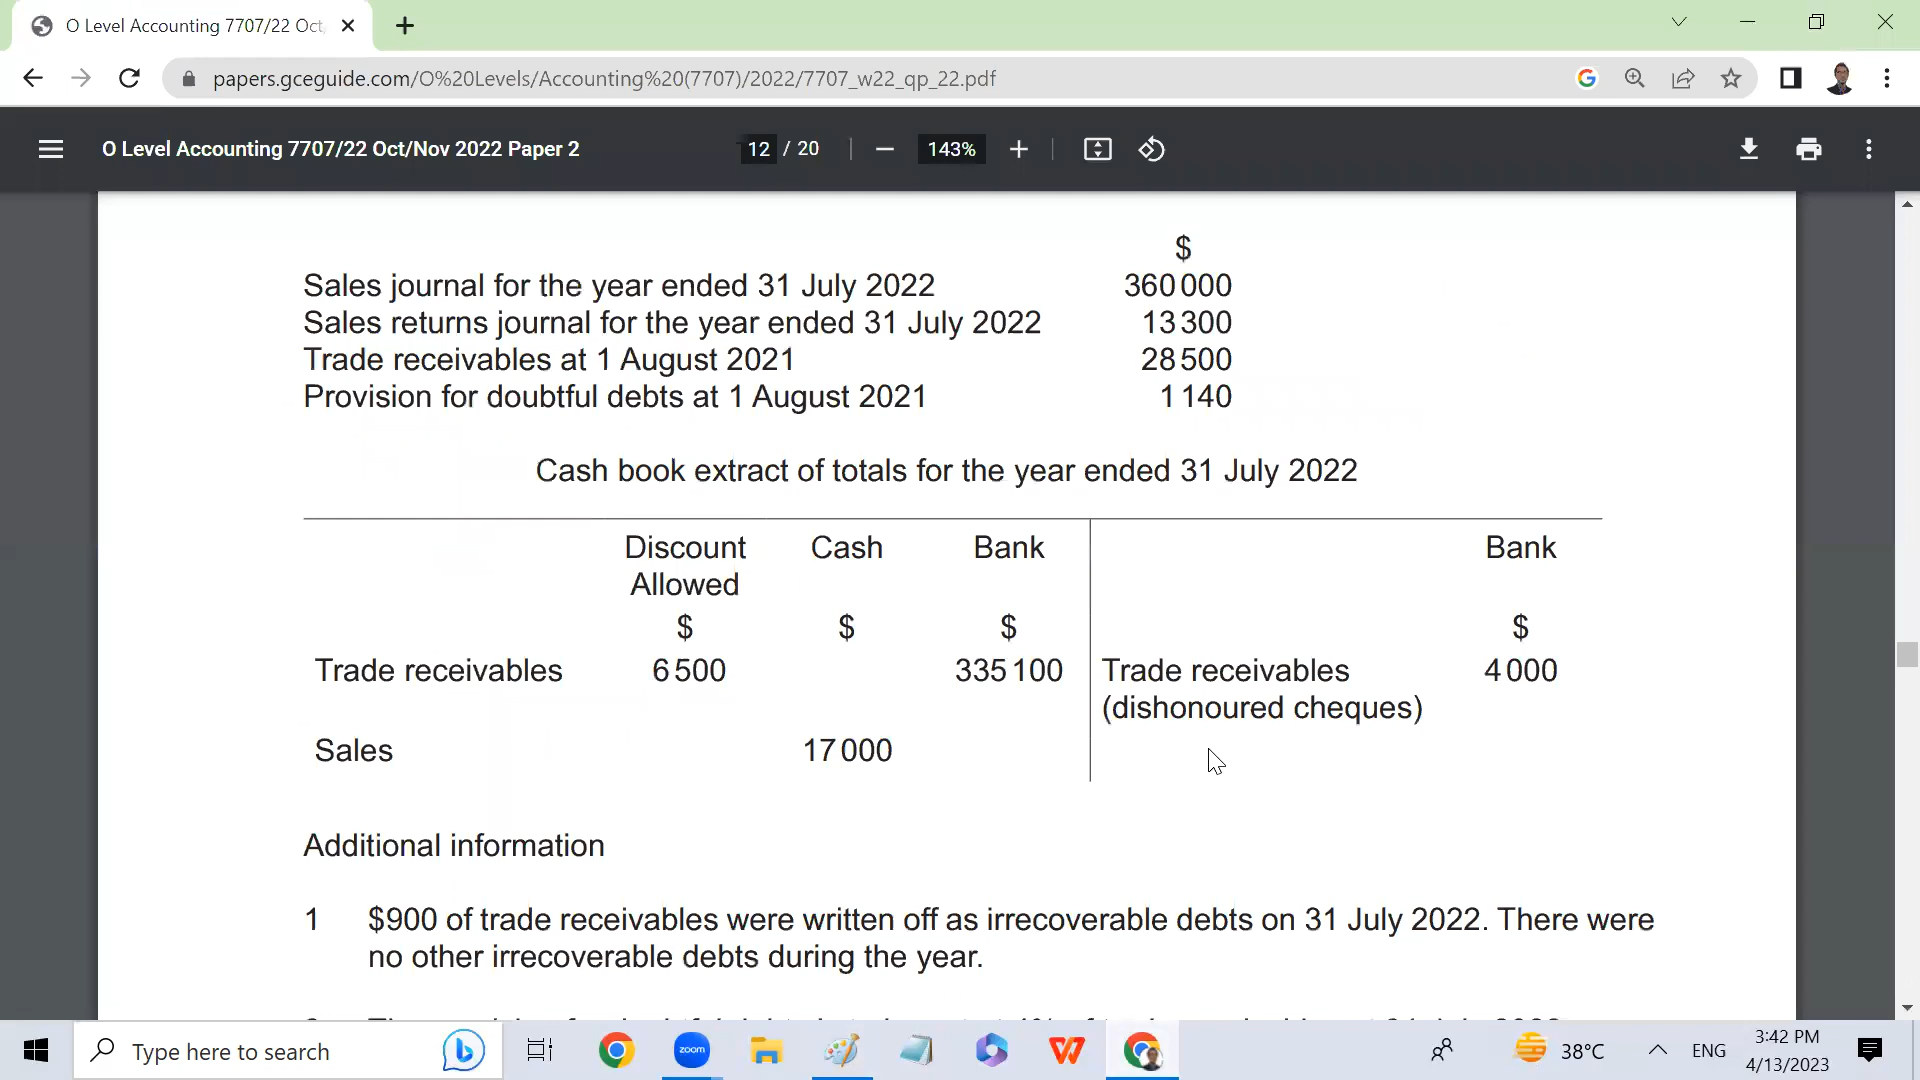 O Level Accounting 7707/22 Oct
papers.gceguide.com/O%20Levels/Accounting%20(7707)/2022/7707_w22_qp_22.pdf
O Level Accounting 7707/22 Oct/Nov 2022 Paper 2
12 / 20
143%
$
Sales journal for the year ended 31 July 2022 360 000
Sales returns journal for the year ended 31 July 2022 13 300
Trade receivables at 1 August 2021 28 500
Provision for doubtful debts at 1 August 2021 1 140
Cash book extract of totals for the year ended 31 July 2022
Discount Cash Bank Bank
Allowed
$ $ $ $
Trade receivables 6 500 335 100 Trade receivables 4 000
(dishonoured cheques)
Sales 17 000
Additional information
1 $900 of trade receivables were written off as irrecoverable debts on 31 July 2022. There were
no other irrecoverable debts during the year.
Type here to search
zoom
38°C
ENG
3:42 PM
4/13/2023